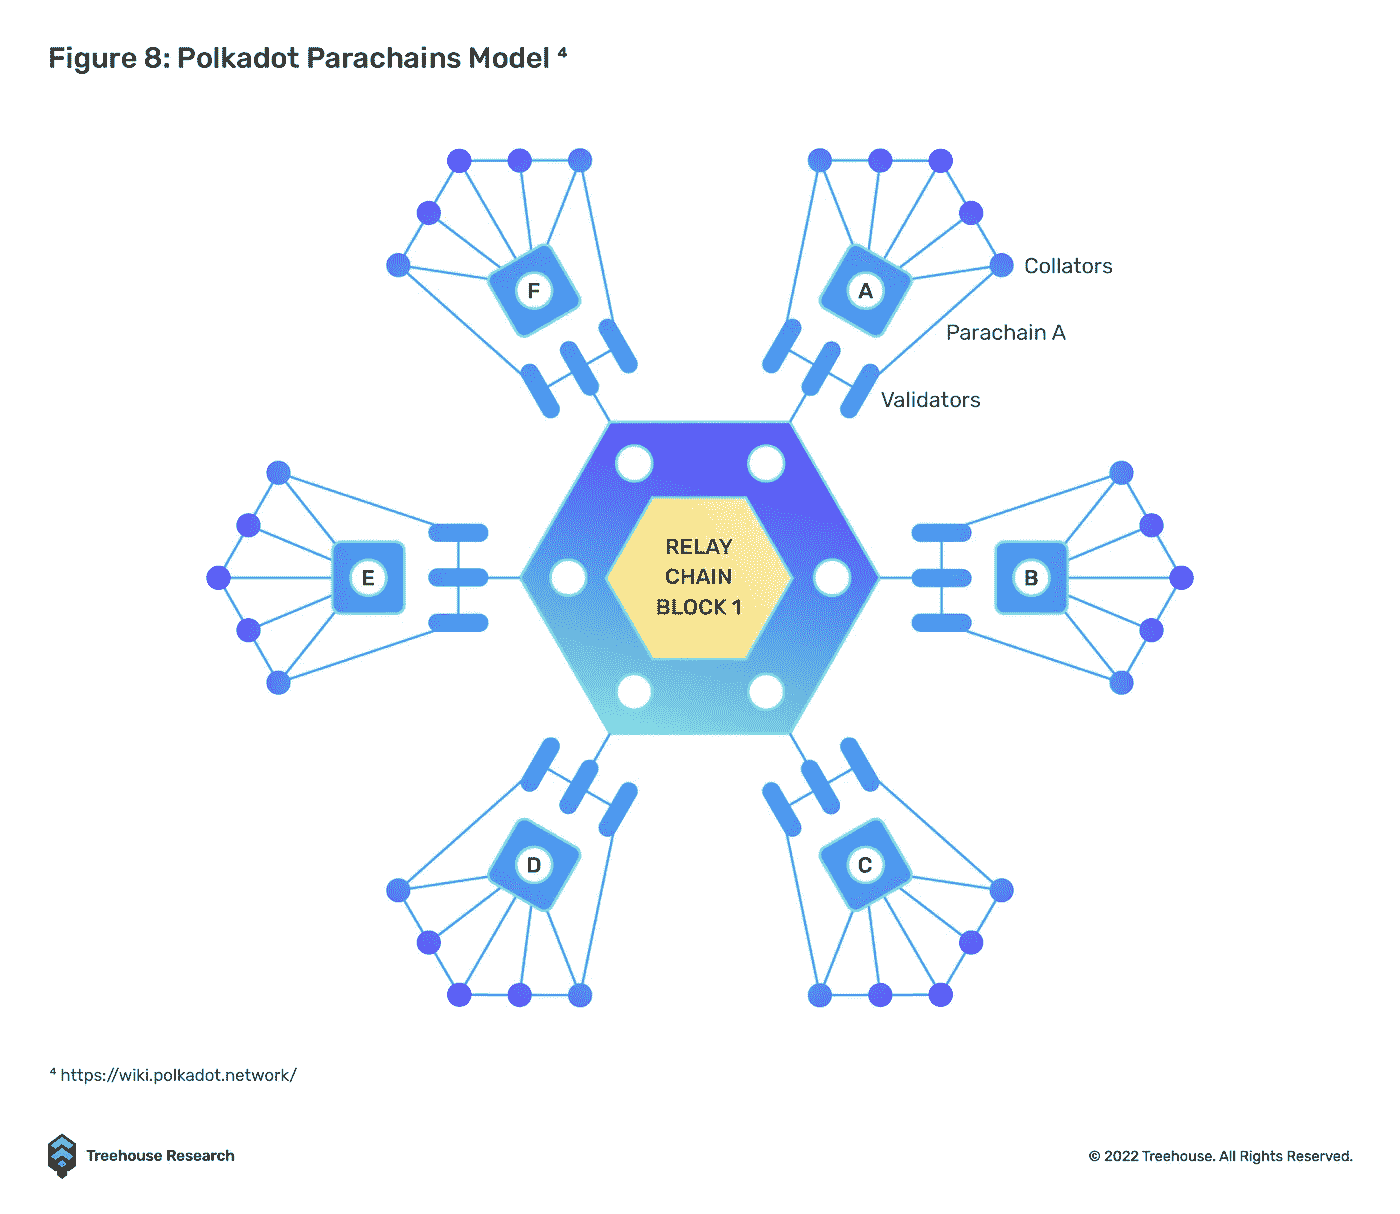 Figure 8: Polkadot Parachains Model ⁴
F
A
Collators
Parachain A
Validators
RELAY
CHAIN
BLOCK 1
E
B
D
C
⁴ https://wiki.polkadot.network/
Treehouse Research
© 2022 Treehouse. All Rights Reserved.